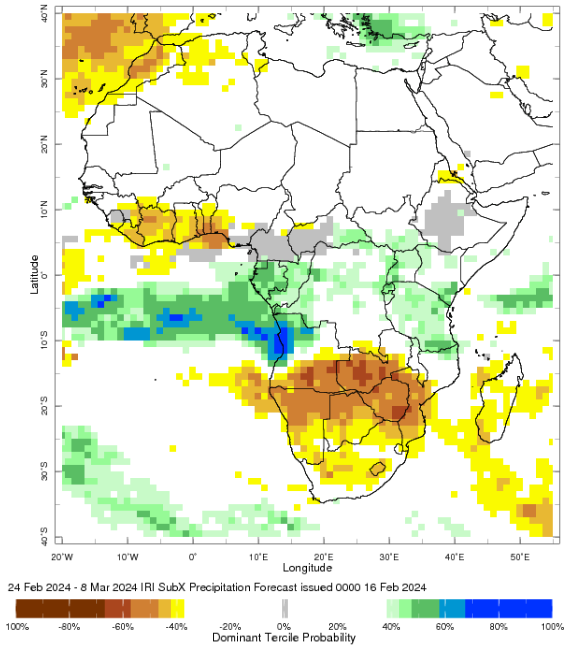 40°N
30°N
20°N
10°N
Latitude
0°
10°S
20°S
30°S
40°S
20°W 10°W 0° 10°E 20°E 30°E 40°E 50°E
Longitude
24 Feb 2024 - 8 Mar 2024 IRI SubX Precipitation Forecast issued 0000 16 Feb 2024
100% -80% -60% -40% -20% 0% 20% 40% 60% 80% 100%
Dominant Tercile Probability